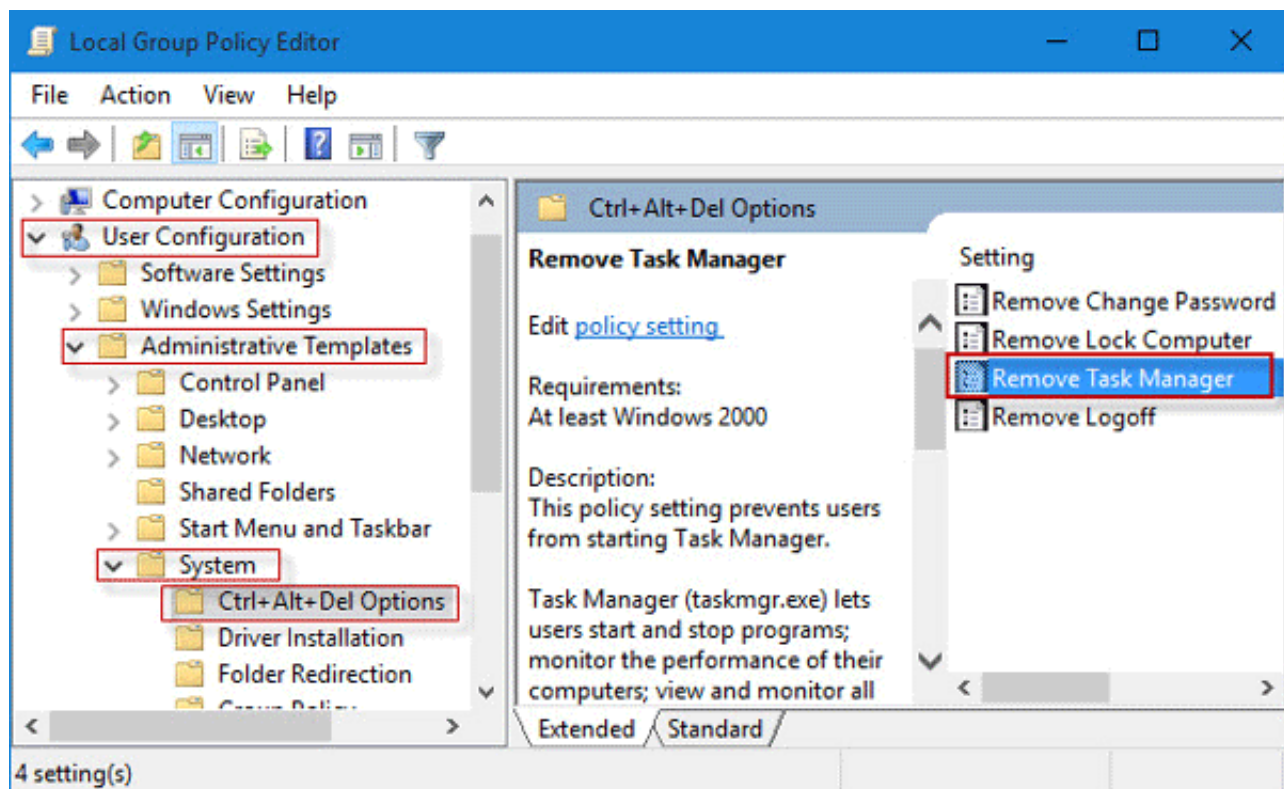 Local Group Policy Editor
File Action View Help
Computer Configuration
User Configuration
Software Settings
Windows Settings
Administrative Templates
Control Panel
Desktop
Network
Shared Folders
Start Menu and Taskbar
System
Ctrl+Alt+Del Options
Driver Installation
Folder Redirection
Group Policy
Ctrl+Alt+Del Options
Remove Task Manager
Edit policy setting
Requirements:
At least Windows 2000
Description:
This policy setting prevents users
from starting Task Manager.
Task Manager (taskmgr.exe) lets
users start and stop programs;
monitor the performance of their
computers; view and monitor all
Setting
Remove Change Password
Remove Lock Computer
Remove Task Manager
Remove Logoff
Extended Standard
4 setting(s)